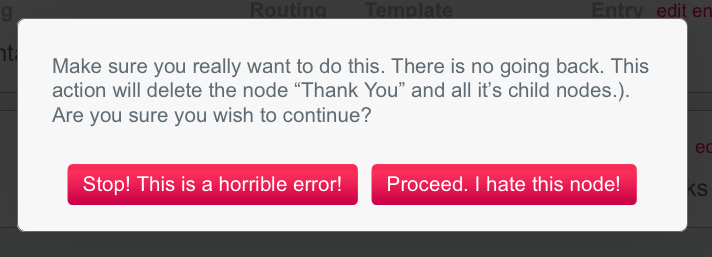 Routing Template Entry edit en
Make sure you really want to do this. There is no going back. This
action will delete the node “Thank You” and all it’s child nodes.).
Are you sure you wish to continue?
Stop! This is a horrible error! Proceed. I hate this node!